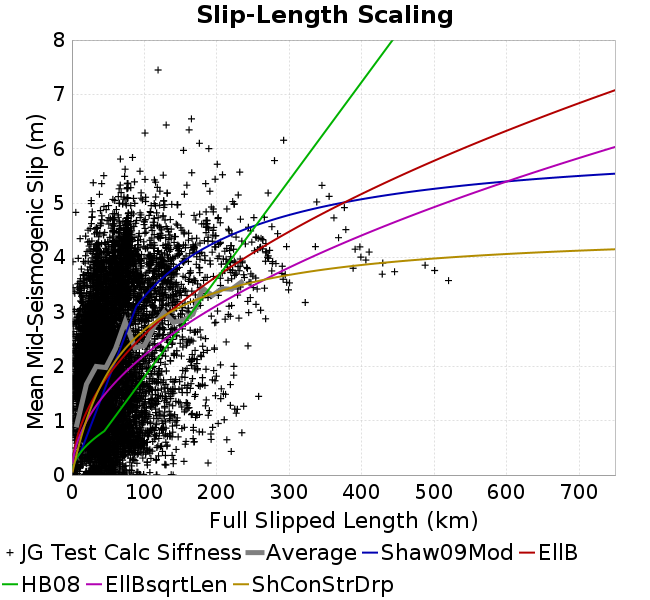 Slip-Length Scaling
Mean Mid-Seismogenic Slip (m)
8
7
6
5
4
3
2
1
0
0 100 200 300 400 500 600 700
Full Slipped Length (km)
JG Test Calc Siffness Average Shaw09Mod EllB
HB08 EllBsqrtLen ShConStrDrp